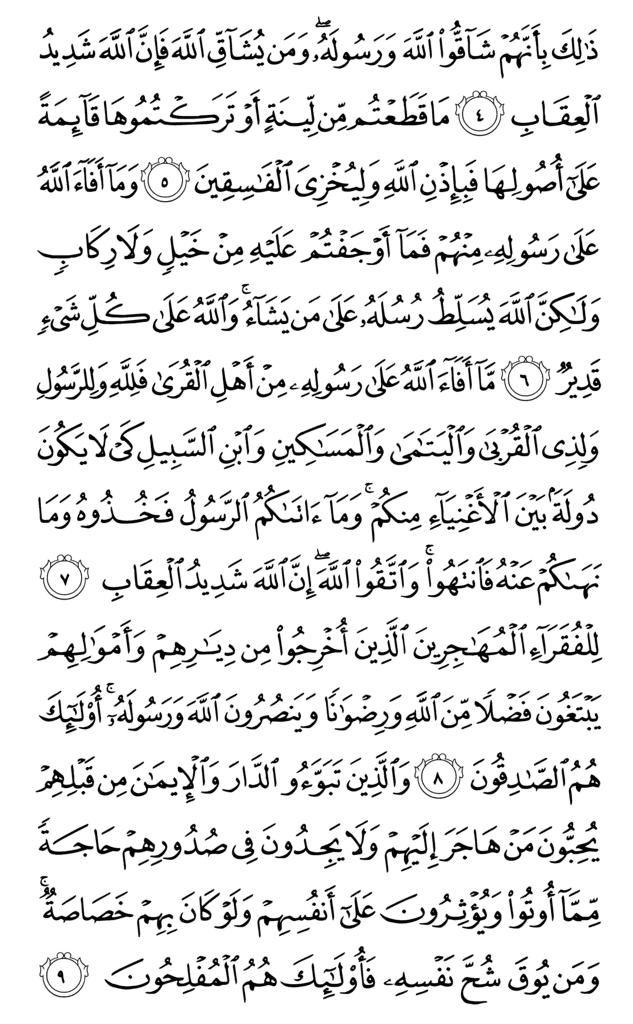 ذَٰلِكَ بِأَنَّهُمۡ شَآقُّواْ ٱللَّهَ وَرَسُولَهُۥۖ وَمَن يُشَآقِّ ٱللَّهَ فَإِنَّ ٱللَّهَ شَدِيدُ
ٱلۡعِقَابِ ٤ مَا قَطَعۡتُم مِّن لِّينَةٍ أَوۡ تَرَكۡتُمُوهَا قَآئِمَةً
عَلَىٰٓ أُصُولِهَا فَبِإِذۡنِ ٱللَّهِ وَلِيُخۡزِيَ ٱلۡفَٰسِقِينَ ٥ وَمَآ أَفَآءَ ٱللَّهُ
عَلَىٰ رَسُولِهِۦ مِنۡهُمۡ فَمَآ أَوۡجَفۡتُمۡ عَلَيۡهِ مِنۡ خَيۡلٖ وَلَا رِكَابٖ
وَلَٰكِنَّ ٱللَّهَ يُسَلِّطُ رُسُلَهُۥ عَلَىٰ مَن يَشَآءُۚ وَٱللَّهُ عَلَىٰ كُلِّ شَيۡءٖ
قَدِيرٞ ٦ مَّآ أَفَآءَ ٱللَّهُ عَلَىٰ رَسُولِهِۦ مِنۡ أَهۡلِ ٱلۡقُرَىٰ فَلِلَّهِ وَلِلرَّسُولِ
وَلِذِي ٱلۡقُرۡبَىٰ وَٱلۡيَتَٰمَىٰ وَٱلۡمَسَٰكِينِ وَٱبۡنِ ٱلسَّبِيلِ كَيۡ لَا يَكُونَ
دُولَةَۢ بَيۡنَ ٱلۡأَغۡنِيَآءِ مِنكُمۡۚ وَمَآ ءَاتَىٰكُمُ ٱلرَّسُولُ فَخُذُوهُ وَمَا
نَهَىٰكُمۡ عَنۡهُ فَٱنتَهُواْۚ وَٱتَّقُواْ ٱللَّهَۖ إِنَّ ٱللَّهَ شَدِيدُ ٱلۡعِقَابِ ٧
لِلۡفُقَرَآءِ ٱلۡمُهَٰجِرِينَ ٱلَّذِينَ أُخۡرِجُواْ مِن دِيَٰرِهِمۡ وَأَمۡوَٰلِهِمۡ
يَبۡتَغُونَ فَضۡلٗا مِّنَ ٱللَّهِ وَرِضۡوَٰنٗا وَيَنصُرُونَ ٱللَّهَ وَرَسُولَهُۥٓۚ أُوْلَٰٓئِكَ
هُمُ ٱلصَّٰدِقُونَ ٨ وَٱلَّذِينَ تَبَوَّءُو ٱلدَّارَ وَٱلۡإِيمَٰنَ مِن قَبۡلِهِمۡ
يُحِبُّونَ مَنۡ هَاجَرَ إِلَيۡهِمۡ وَلَا يَجِدُونَ فِي صُدُورِهِمۡ حَاجَةٗ
مِّمَّآ أُوتُواْ وَيُؤۡثِرُونَ عَلَىٰٓ أَنفُسِهِمۡ وَلَوۡ كَانَ بِهِمۡ خَصَاصَةٞۚ
وَمَن يُوقَ شُحَّ نَفۡسِهِۦ فَأُوْلَٰٓئِكَ هُمُ ٱلۡمُفۡلِحُونَ ٩